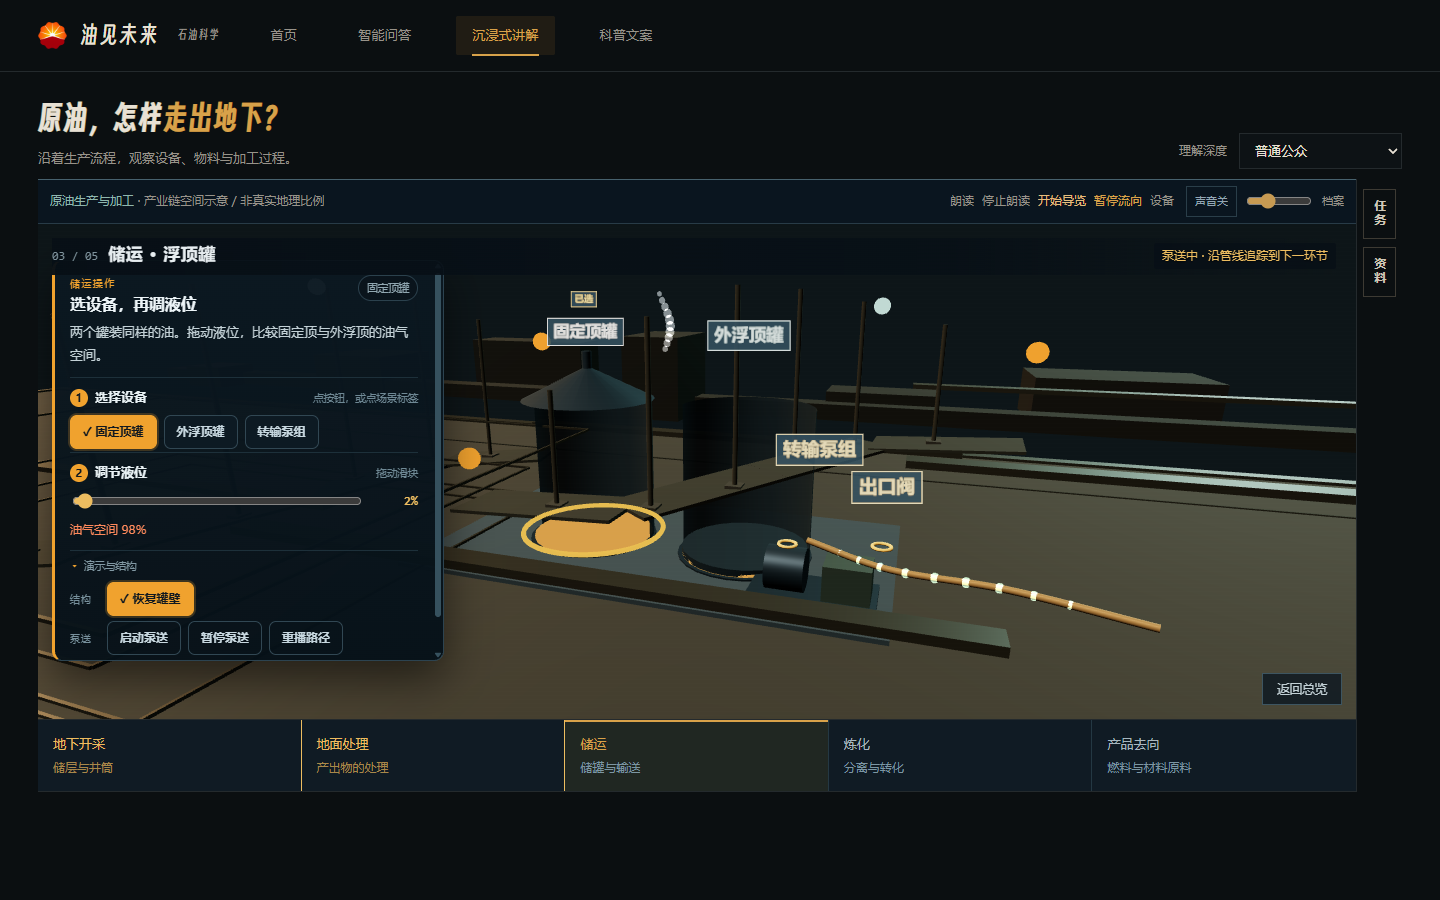 油见未来 石油科学 首页 智能问答 沉浸式讲解 科普文案
原油，怎样走出地下？
沿着生产流程，观察设备、物料与加工过程。
理解深度 普通公众
原油生产与加工 · 产业链空间示意 / 非真实地理比例
朗读 停止朗读 开始导览 暂停流向 设备 声音关 档案
任务
资料
03 / 05 储运 • 浮顶罐
泵送中 · 沿管线追踪到下一环节
储运操作
固定顶罐
选设备，再调液位
两个罐装同样的油。拖动液位，比较固定顶与外浮顶的油气
空间。
1 选择设备 点按钮，或点场景标签
✓ 固定顶罐 外浮顶罐 转输泵组
2 调节液位 拖动滑块
2%
油气空间 98%
演示与结构
结构 ✓ 恢复罐壁
泵送 启动泵送 暂停泵送 重播路径
已选
固定顶罐
外浮顶罐
转输泵组
出口阀
返回总览
地下开采
储层与井筒
地面处理
产出物的处理
储运
储罐与输送
炼化
分离与转化
产品去向
燃料与材料原料